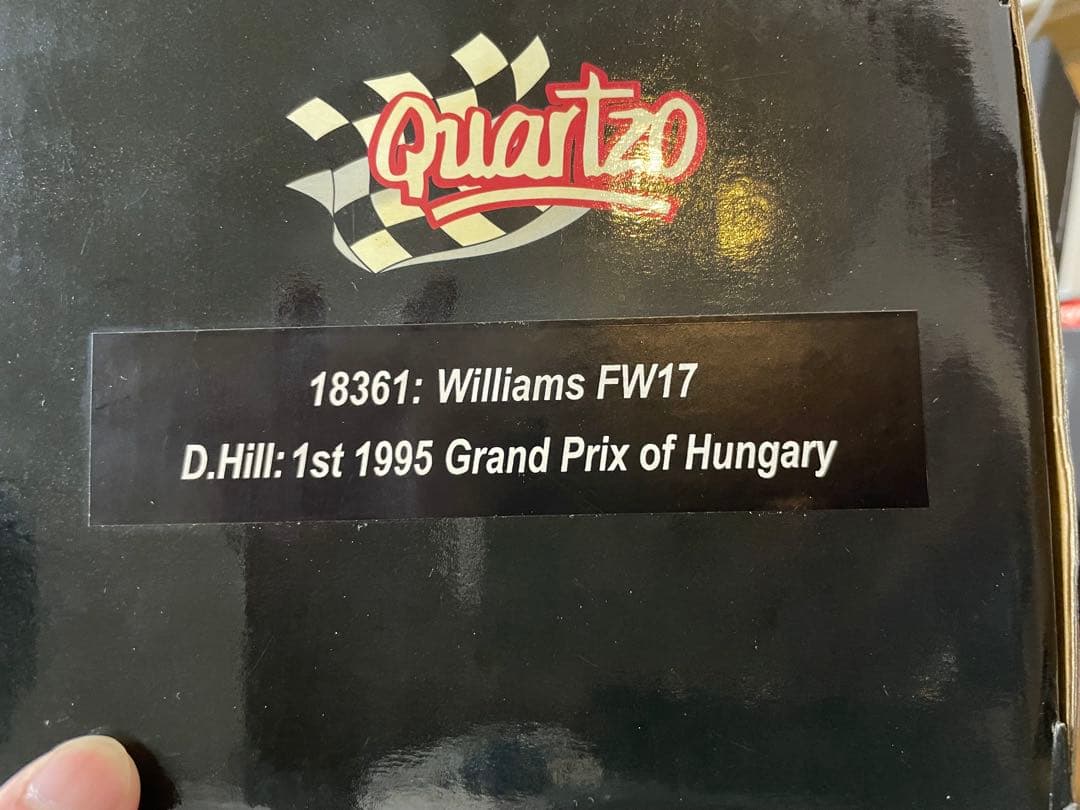 Quartzo
18361: Williams FW17
D.Hill: 1st 1995 Grand Prix of Hungary